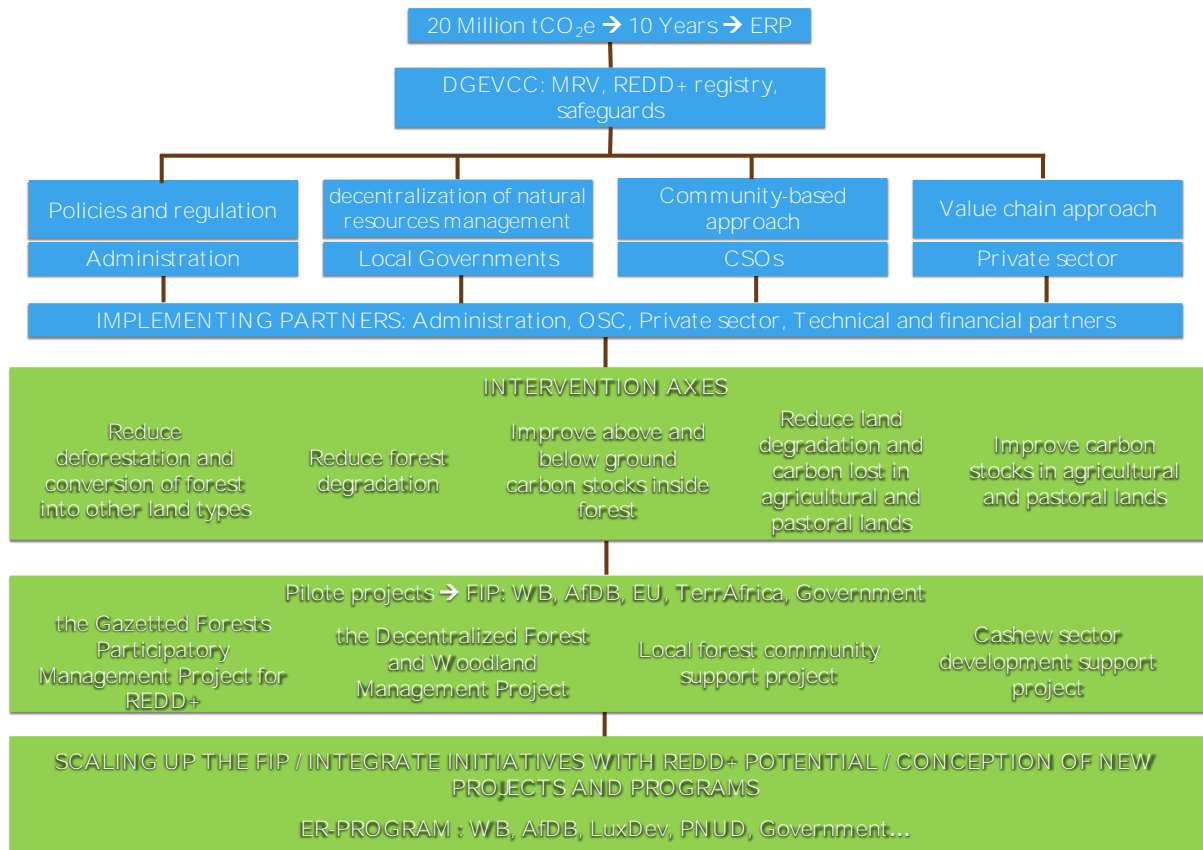 20 Million tCO₂e → 10 Years → ERP
DGEVCC: MRV, REDD+ registry,
safeguards
Policies and regulation
decentralization of natural
resources management
Community-based
approach
Value chain approach
Administration
Local Governments
CSOs
Private sector
IMPLEMENTING PARTNERS: Administration, OSC, Private sector, Technical and financial partners
INTERVENTION AXES
Reduce
deforestation and
conversion of forest
into other land types
Reduce forest
degradation
Improve above and
below ground
carbon stocks inside
forest
Reduce land
degradation and
carbon lost in
agricultural and
pastoral lands
Improve carbon
stocks in agricultural
and pastoral lands
Pilote projects → FIP: WB, AfDB, EU, TerrAfrica, Government
the Gazetted Forests
Participatory
Management Project for
REDD+
the Decentralized Forest
and Woodland
Management Project
Local forest community
support project
Cashew sector
development support
project
SCALING UP THE FIP / INTEGRATE INITIATIVES WITH REDD+ POTENTIAL / CONCEPTION OF NEW
PROJECTS AND PROGRAMS
ER-PROGRAM : WB, AfDB, LuxDev, PNUD, Government...